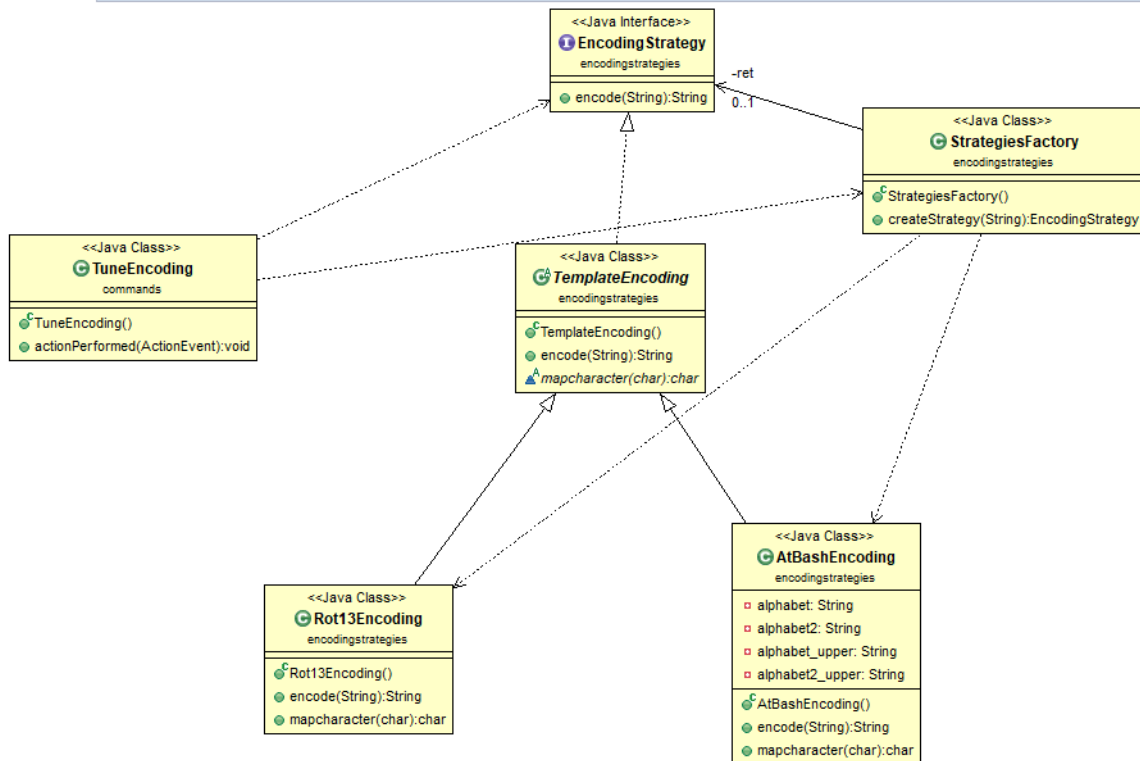 <<Java Interface>>
EncodingStrategy
encodingstrategies
encode(String):String
-ret
0..1
<<Java Class>>
StrategiesFactory
encodingstrategies
StrategiesFactory()
createStrategy(String):EncodingStrategy
<<Java Class>>
TuneEncoding
commands
TuneEncoding()
actionPerformed(ActionEvent):void
<<Java Class>>
TemplateEncoding
encodingstrategies
TemplateEncoding()
encode(String):String
mapcharacter(char):char
<<Java Class>>
Rot13Encoding
encodingstrategies
Rot13Encoding()
encode(String):String
mapcharacter(char):char
<<Java Class>>
AtBashEncoding
encodingstrategies
alphabet: String
alphabet2: String
alphabet_upper: String
alphabet2_upper: String
AtBashEncoding()
encode(String):String
mapcharacter(char):char